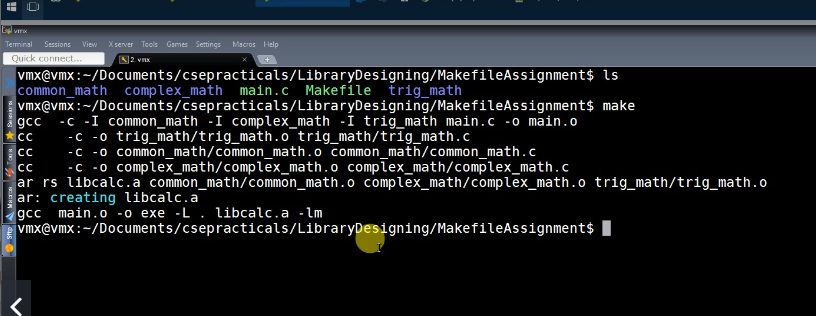 vmx
Terminal Sessions View X server Tools Games Settings Macros Help
Quick connect...
2. vmx
vmx@vmx:~/Documents/csepracticals/LibraryDesigning/MakefileAssignment$ ls
common_math complex_math main.c Makefile trig_math
vmx@vmx:~/Documents/csepracticals/LibraryDesigning/MakefileAssignment$ make
gcc -c -I common_math -I complex_math -I trig_math main.c -o main.o
cc -c -o trig_math/trig_math.o trig_math/trig_math.c
cc -c -o common_math/common_math.o common_math/common_math.c
cc -c -o complex_math/complex_math.o complex_math/complex_math.c
ar rs libcalc.a common_math/common_math.o complex_math/complex_math.o trig_math/trig_math.o
ar: creating libcalc.a
gcc main.o -o exe -L . libcalc.a -lm
vmx@vmx:~/Documents/csepracticals/LibraryDesigning/MakefileAssignment$
Sessions
Tools
Macros
Sftp